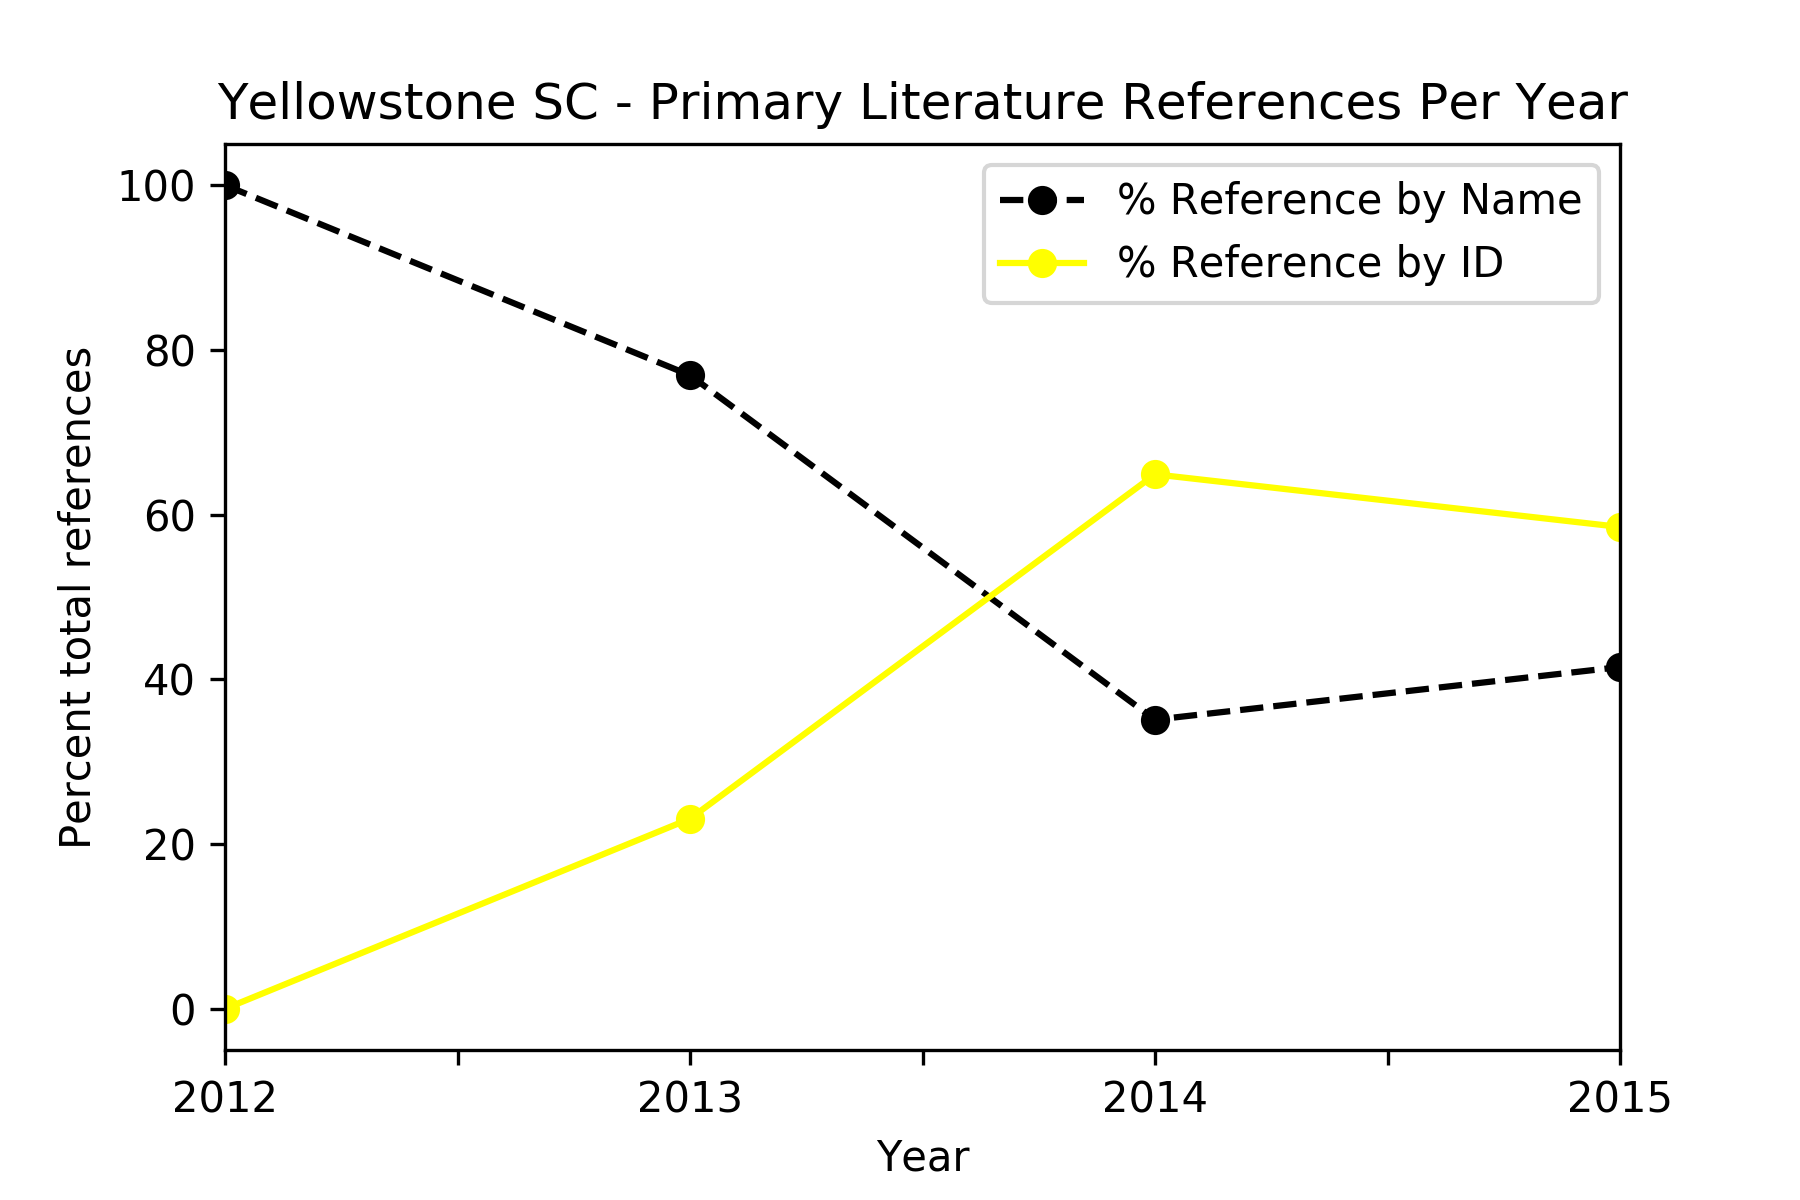 Yellowstone SC - Primary Literature References Per Year
% Reference by Name
% Reference by ID
Percent total references
100
80
60
40
20
0
2012 2013 2014 2015
Year